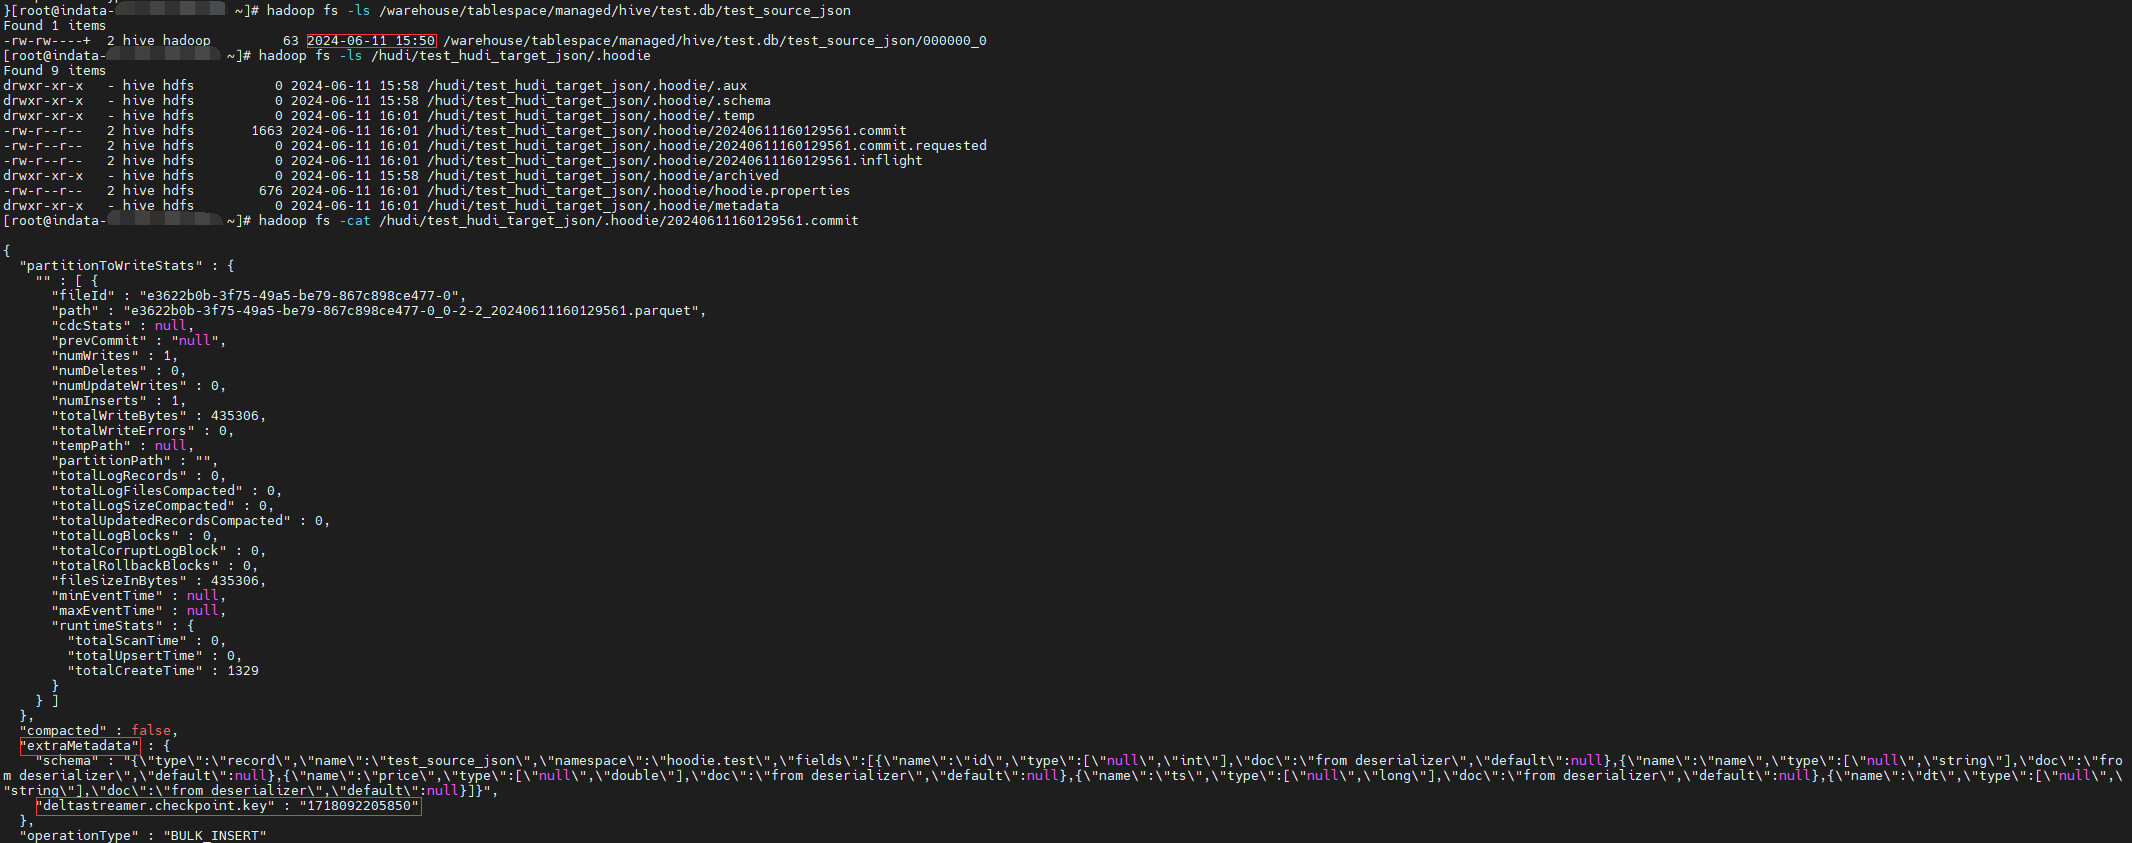 }[root@indata- ~]# hadoop fs -ls /warehouse/tablespace/managed/hive/test.db/test_source_json
Found 1 items
-rw-rw----+  2 hive hadoop         63 2024-06-11 15:50 /warehouse/tablespace/managed/hive/test.db/test_source_json/000000_0
[root@indata- ~]# hadoop fs -ls /hudi/test_hudi_target_json/.hoodie
Found 9 items
drwxr-xr-x   - hive hdfs          0 2024-06-11 15:58 /hudi/test_hudi_target_json/.hoodie/.aux
drwxr-xr-x   - hive hdfs          0 2024-06-11 15:58 /hudi/test_hudi_target_json/.hoodie/.schema
drwxr-xr-x   - hive hdfs          0 2024-06-11 16:01 /hudi/test_hudi_target_json/.hoodie/.temp
-rw-r--r--   2 hive hdfs       1663 2024-06-11 16:01 /hudi/test_hudi_target_json/.hoodie/20240611160129561.commit
-rw-r--r--   2 hive hdfs          0 2024-06-11 16:01 /hudi/test_hudi_target_json/.hoodie/20240611160129561.commit.requested
-rw-r--r--   2 hive hdfs          0 2024-06-11 16:01 /hudi/test_hudi_target_json/.hoodie/20240611160129561.inflight
drwxr-xr-x   - hive hdfs          0 2024-06-11 15:58 /hudi/test_hudi_target_json/.hoodie/archived
-rw-r--r--   2 hive hdfs        676 2024-06-11 16:01 /hudi/test_hudi_target_json/.hoodie/hoodie.properties
drwxr-xr-x   - hive hdfs          0 2024-06-11 16:01 /hudi/test_hudi_target_json/.hoodie/metadata
[root@indata- ~]# hadoop fs -cat /hudi/test_hudi_target_json/.hoodie/20240611160129561.commit
{
  "partitionToWriteStats" : {
    "" : [ {
      "fileId" : "e3622b0b-3f75-49a5-be79-867c898ce477-0",
      "path" : "e3622b0b-3f75-49a5-be79-867c898ce477-0_0-2-2_20240611160129561.parquet",
      "cdcStats" : null,
      "prevCommit" : "null",
      "numWrites" : 1,
      "numDeletes" : 0,
      "numUpdateWrites" : 0,
      "numInserts" : 1,
      "totalWriteBytes" : 435306,
      "totalWriteErrors" : 0,
      "tempPath" : null,
      "partitionPath" : "",
      "totalLogRecords" : 0,
      "totalLogFilesCompacted" : 0,
      "totalLogSizeCompacted" : 0,
      "totalUpdatedRecordsCompacted" : 0,
      "totalLogBlocks" : 0,
      "totalCorruptLogBlock" : 0,
      "totalRollbackBlocks" : 0,
      "fileSizeInBytes" : 435306,
      "minEventTime" : null,
      "maxEventTime" : null,
      "runtimeStats" : {
        "totalScanTime" : 0,
        "totalUpsertTime" : 0,
        "totalCreateTime" : 1329
      }
    } ]
  },
  "compacted" : false,
  "extraMetadata" : {
    "schema" : "{\"type\":\"record\",\"name\":\"test_source_json\",\"namespace\":\"hoodie.test\",\"fields\":[{\"name\":\"id\",\"type\":[\"null\",\"int\"],\"doc\":\"from deserializer\",\"default\":null},{\"name\":\"name\",\"type\":[\"null\",\"string\"],\"doc\":\"fro
m deserializer\",\"default\":null},{\"name\":\"price\",\"type\":[\"null\",\"double\"],\"doc\":\"from deserializer\",\"default\":null},{\"name\":\"ts\",\"type\":[\"null\",\"long\"],\"doc\":\"from deserializer\",\"default\":null},{\"name\":\"dt\",\"type\":[\"null\",\
"string\"],\"doc\":\"from deserializer\",\"default\":null}]}",
    "deltastreamer.checkpoint.key" : "1718092205850"
  },
  "operationType" : "BULK_INSERT"